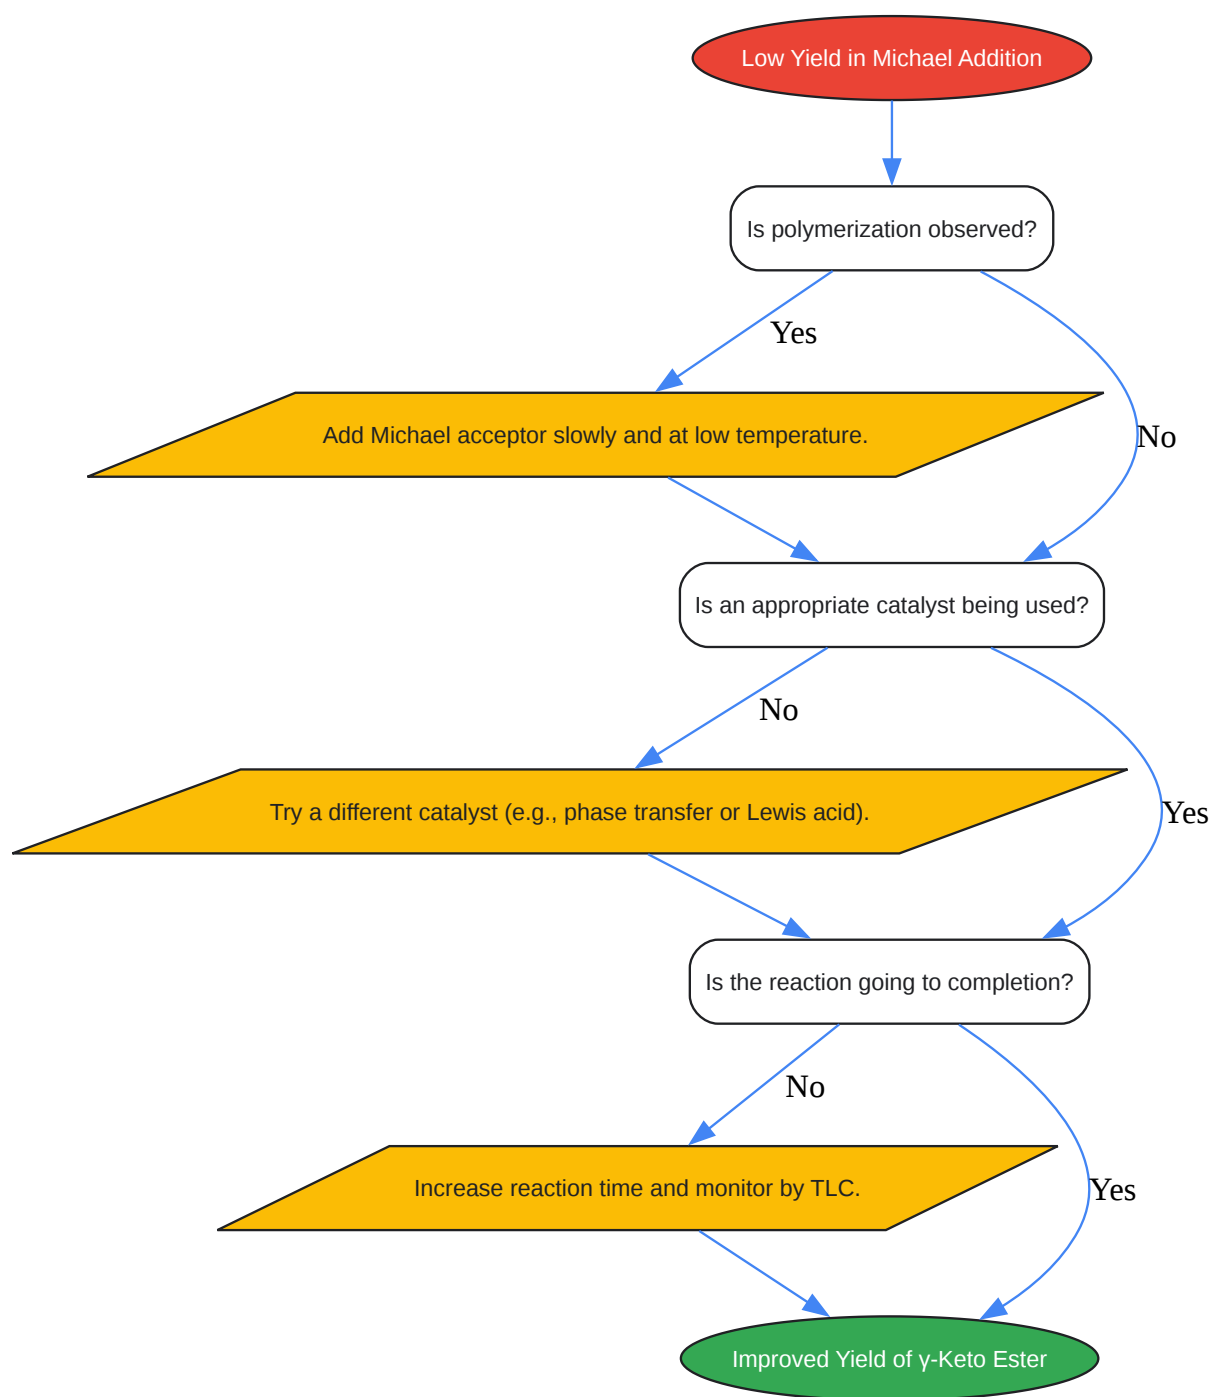 Low Yield in Michael Addition
Is polymerization observed?
Yes
Add Michael acceptor slowly and at low temperature.
No
Is an appropriate catalyst being used?
No
Try a different catalyst (e.g., phase transfer or Lewis acid).
Yes
Is the reaction going to completion?
No
Increase reaction time and monitor by TLC.
Yes
Improved Yield of γ-Keto Ester